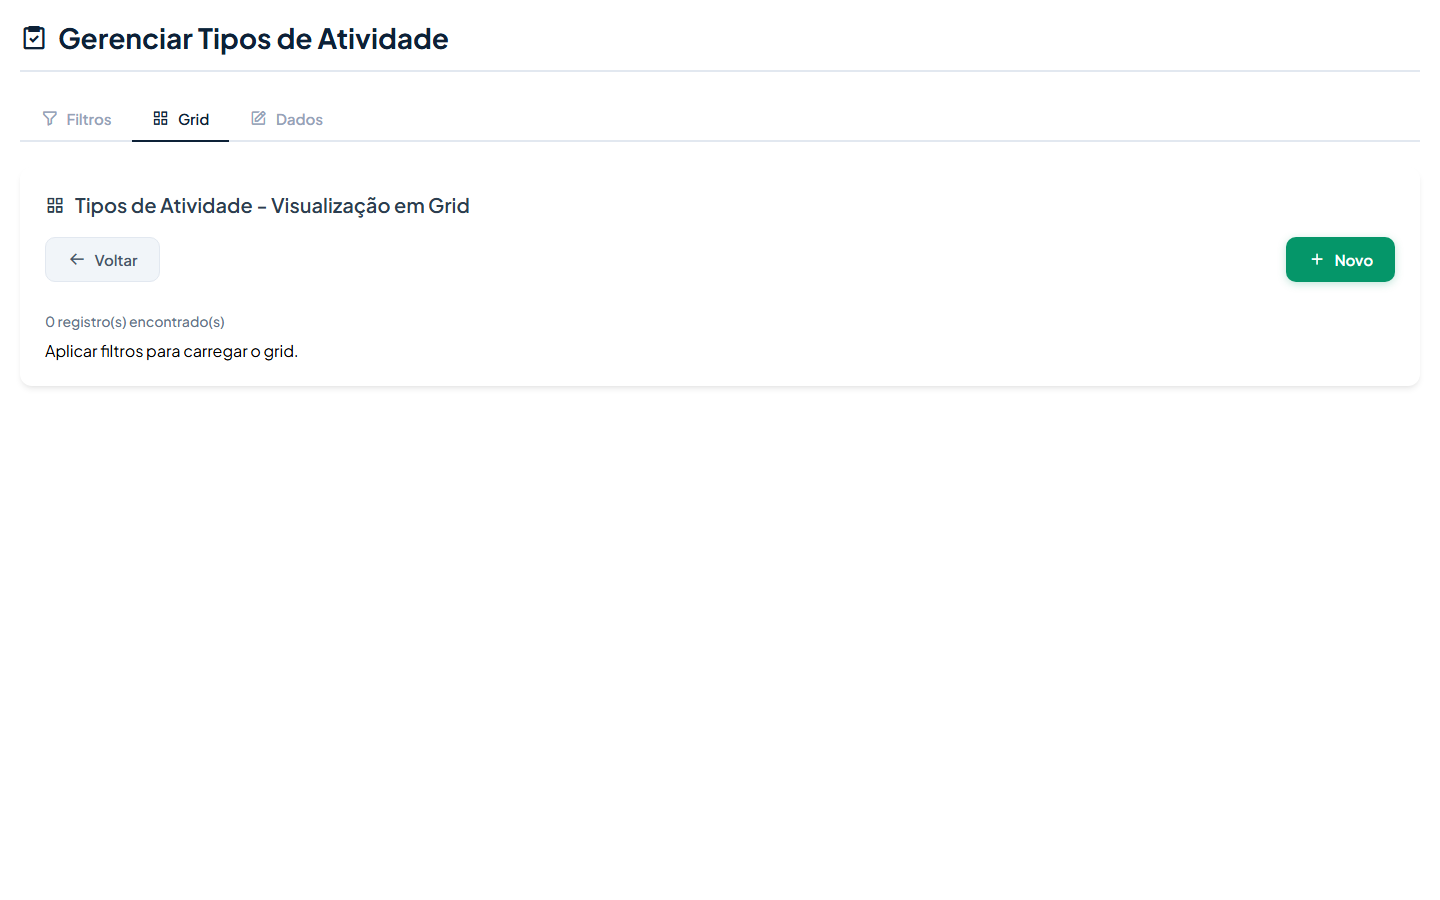 Gerenciar Tipos de Atividade
Filtros Grid Dados
Tipos de Atividade - Visualização em Grid
Voltar Novo
0 registro(s) encontrado(s)
Aplicar filtros para carregar o grid.